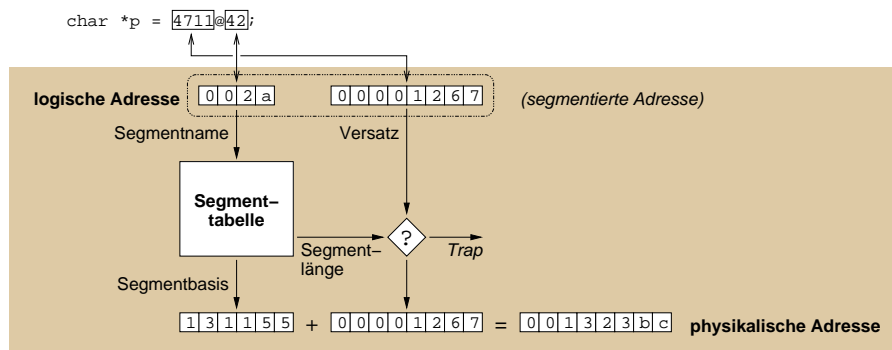 char *p = 4711@42;
logische Adresse 0 0 2 a 0 0 0 0 1 2 6 7 (segmentierte Adresse)
Segmentname Versatz
Segment–
tabelle
? Trap
Segment–
länge
Segmentbasis
1 3 1 1 5 5 + 0 0 0 0 1 2 6 7 = 0 0 1 3 2 3 b c physikalische Adresse